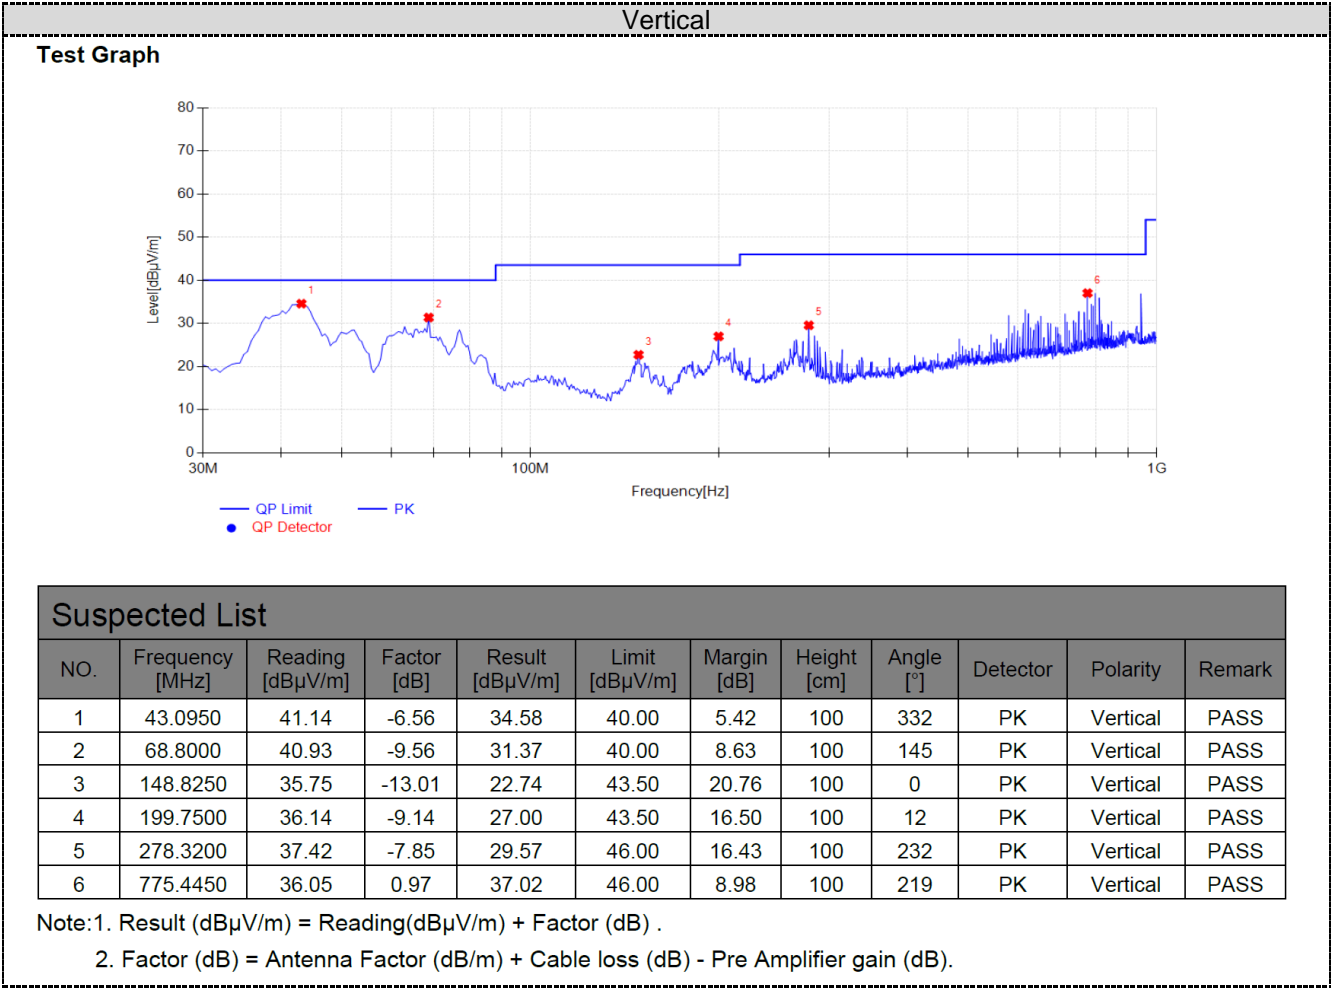 Vertical
Test Graph
80
70
60
50
40
30
20
10
0
Level[dBµV/m]
1
2
3
4
5
6
30M
100M
1G
Frequency[Hz]
QP Limit
PK
QP Detector
Suspected List
NO. Frequency [MHz] Reading [dBµV/m] Factor [dB] Result [dBµV/m] Limit [dBµV/m] Margin [dB] Height [cm] Angle [°] Detector Polarity Remark
1 43.0950 41.14 -6.56 34.58 40.00 5.42 100 332 PK Vertical PASS
2 68.8000 40.93 -9.56 31.37 40.00 8.63 100 145 PK Vertical PASS
3 148.8250 35.75 -13.01 22.74 43.50 20.76 100 0 PK Vertical PASS
4 199.7500 36.14 -9.14 27.00 43.50 16.50 100 12 PK Vertical PASS
5 278.3200 37.42 -7.85 29.57 46.00 16.43 100 232 PK Vertical PASS
6 775.4450 36.05 0.97 37.02 46.00 8.98 100 219 PK Vertical PASS
Note:1. Result (dBµV/m) = Reading(dBµV/m) + Factor (dB) .
2. Factor (dB) = Antenna Factor (dB/m) + Cable loss (dB) - Pre Amplifier gain (dB).